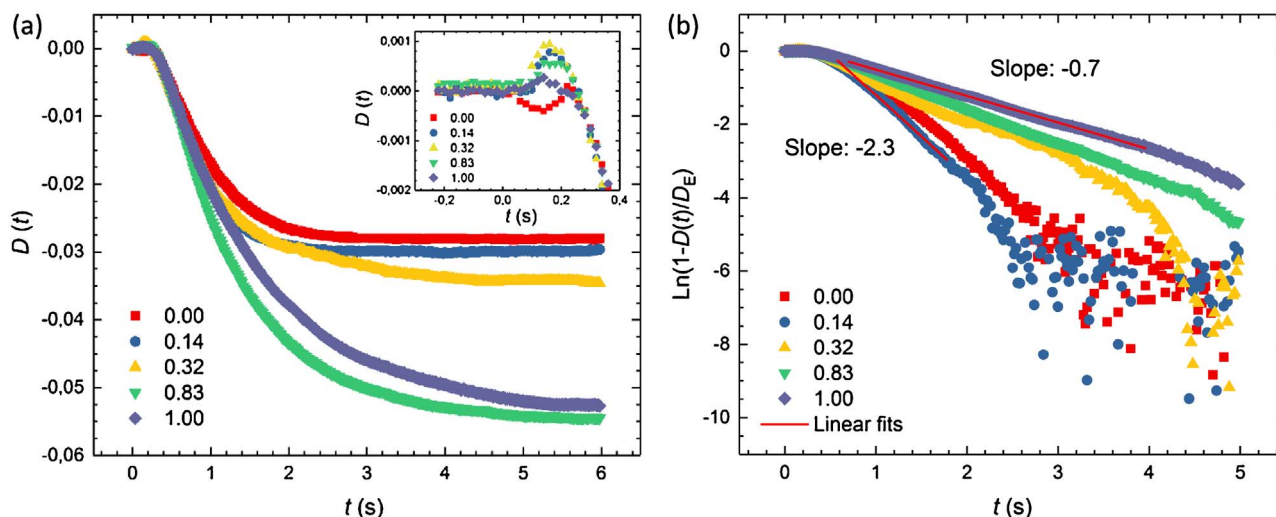 (a)
0,00
-0,01
-0,02
-0,03
-0,04
-0,05
-0,06
D (t)
0 1 2 3 4 5 6
t (s)
0.00
0.14
0.32
0.83
1.00
0,001
0,000
-0,001
-0,002
D (t)
-0,2 0,0 0,2 0,4
t (s)
0.00
0.14
0.32
0.83
1.00
(b)
0
-2
-4
-6
-8
-10
Ln(1-D(t)/D_E)
0 1 2 3 4 5
t (s)
Slope: -0.7
Slope: -2.3
0.00
0.14
0.32
0.83
1.00
Linear fits